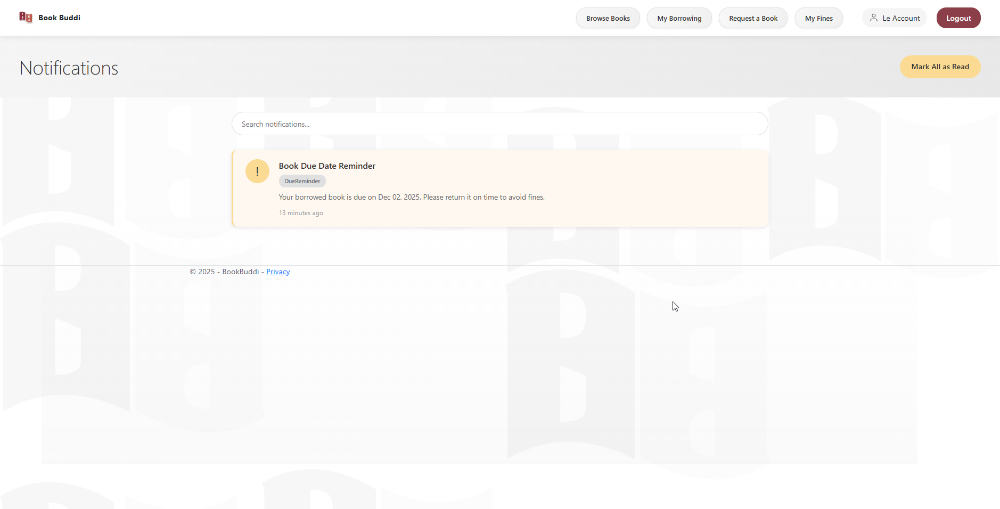 Book Buddi
Browse Books
My Borrowing
Request a Book
My Fines
Le Account
Logout
Notifications
Mark All as Read
Search notifications...
!
Book Due Date Reminder
DueReminder
Your borrowed book is due on Dec 02, 2025. Please return it on time to avoid fines.
13 minutes ago
© 2025 - BookBuddi - Privacy